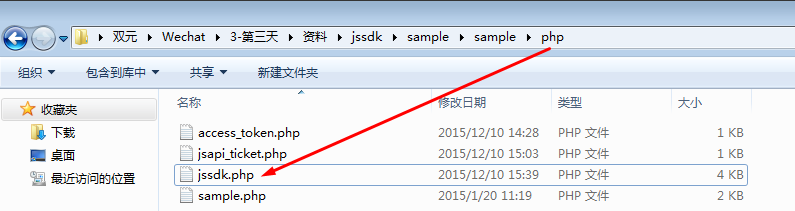 双元 Wechat 3-第三天 资料 jssdk sample sample php
组织 包含到库中 共享 新建文件夹
收藏夹
下载
桌面
最近访问的位置
名称 修改日期 类型 大小
access_token.php 2015/12/10 14:28 PHP 文件 1 KB
jsapi_ticket.php 2015/12/10 15:03 PHP 文件 1 KB
jssdk.php 2015/12/10 15:39 PHP 文件 4 KB
sample.php 2015/1/20 11:19 PHP 文件 2 KB